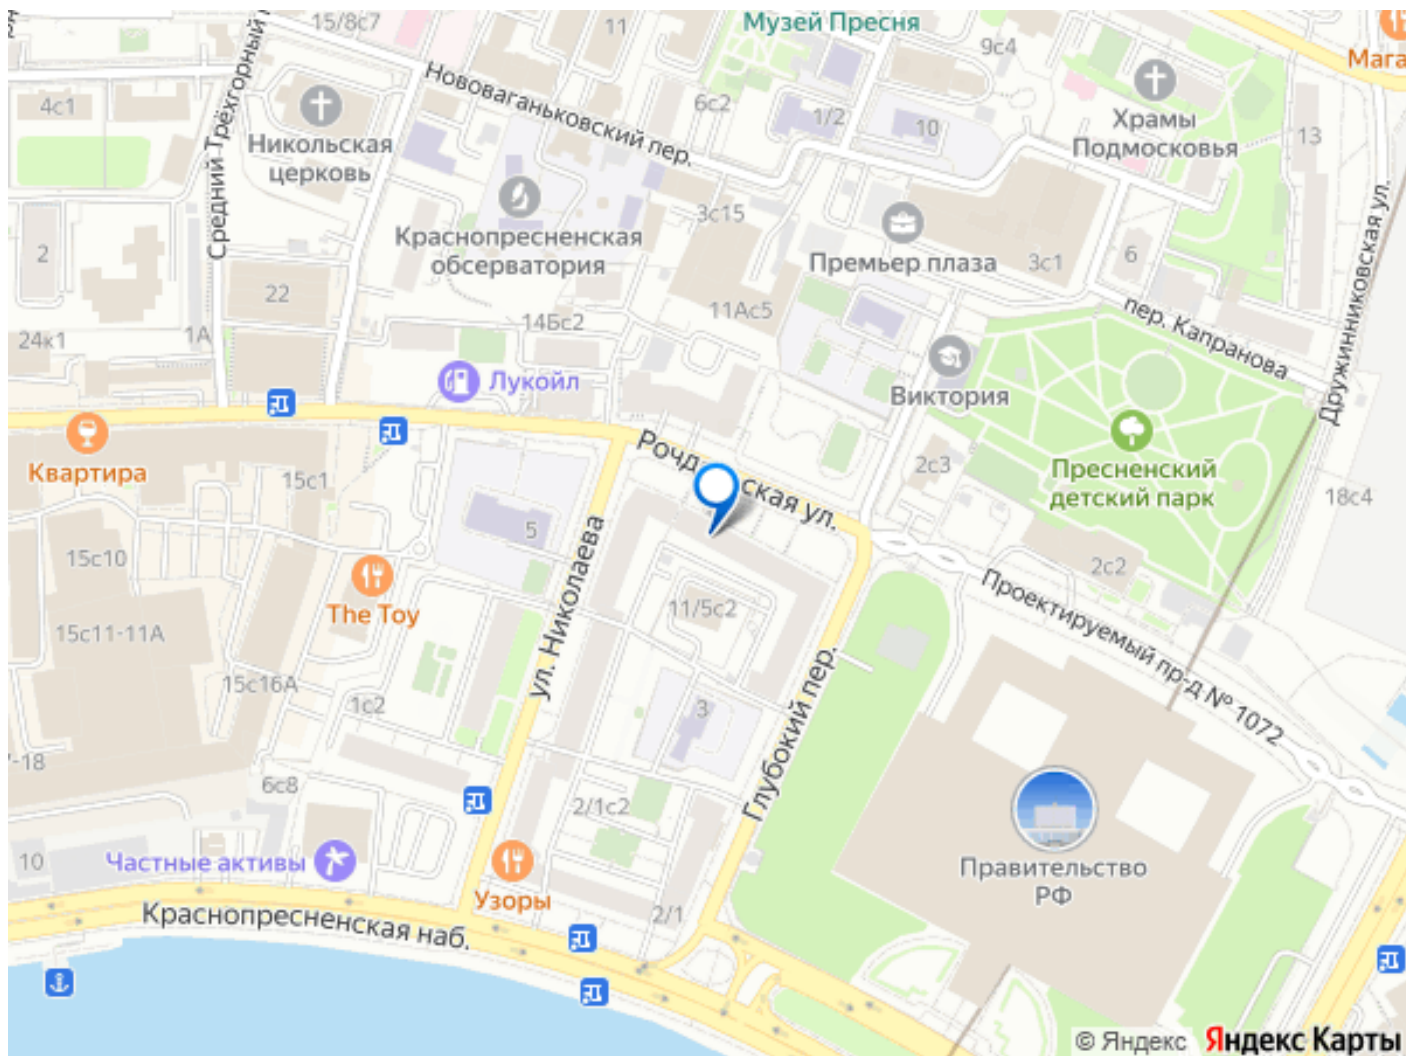 15/8с7
11
Музей Пресня
9с4
Мага
4с1
Средний Трёхгорный
Никольская
церковь
Нововаганьковский пер.
6с2
1/2
10
Храмы
Подмосковья
13
2
Краснопресненская
обсерватория
3с15
Премьер плаза
3с1
6
Дружинниковская ул.
22
11Ас5
пер. Капранова
24к1
1А
14Бс2
Лукойл
Виктория
Квартира
15с1
Рочд
ская ул.
2с3
Пресненский
детский парк
18с4
5
15с10
The Toy
ул. Николаева
11/5с2
2с2
Проектируемый пр-д № 1072
15с11-11А
15с16А
1с2
3
Глубокий пер.
7-18
6с8
2/1с2
10
Частные активы
Узоры
Правительство
РФ
Краснопресненская наб.
2/1
© Яндекс Яндекс Карты